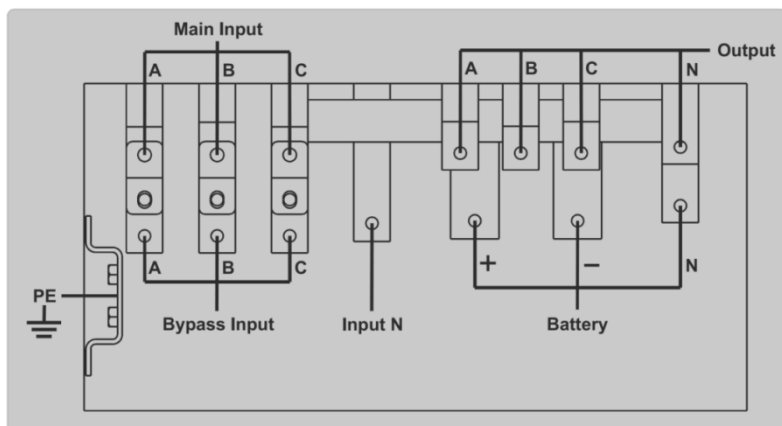 Main Input
Output
A B C
A B C N
A B C
+ − N
PE
Bypass Input
Input N
Battery